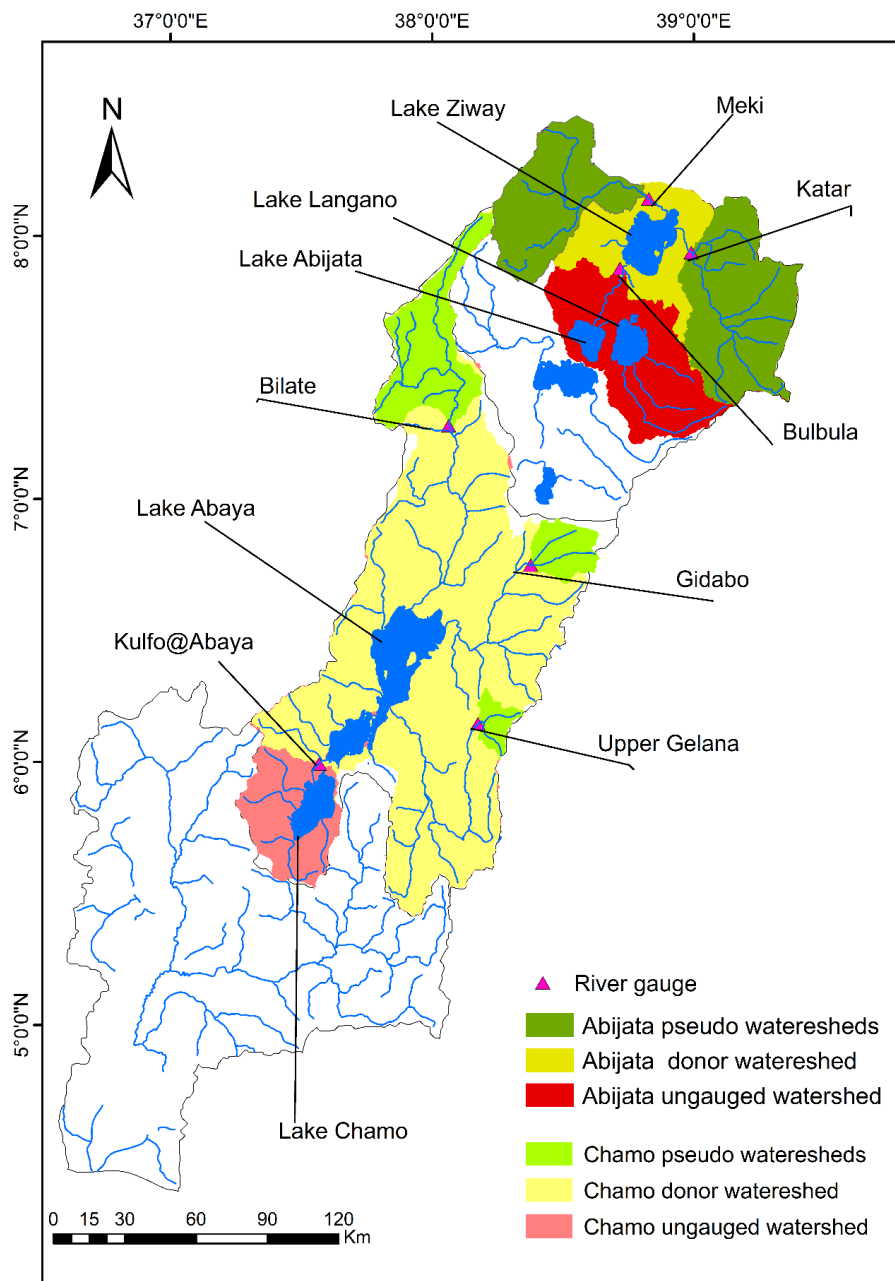 37°0'0"E 38°0'0"E 39°0'0"E
N
Lake Ziway
Meki
Katar
Lake Langano
8°0'0"N
Lake Abijata
Bilate
Bulbula
7°0'0"N
Lake Abaya
Gidabo
Kulfo@Abaya
Upper Gelana
6°0'0"N
River gauge
5°0'0"N
Abijata pseudo wateresheds
Abijata donor watereshed
Abijata ungauged watershed
Lake Chamo
Chamo pseudo wateresheds
Chamo donor watereshed
Chamo ungauged watershed
0 15 30 60 90 120
Km